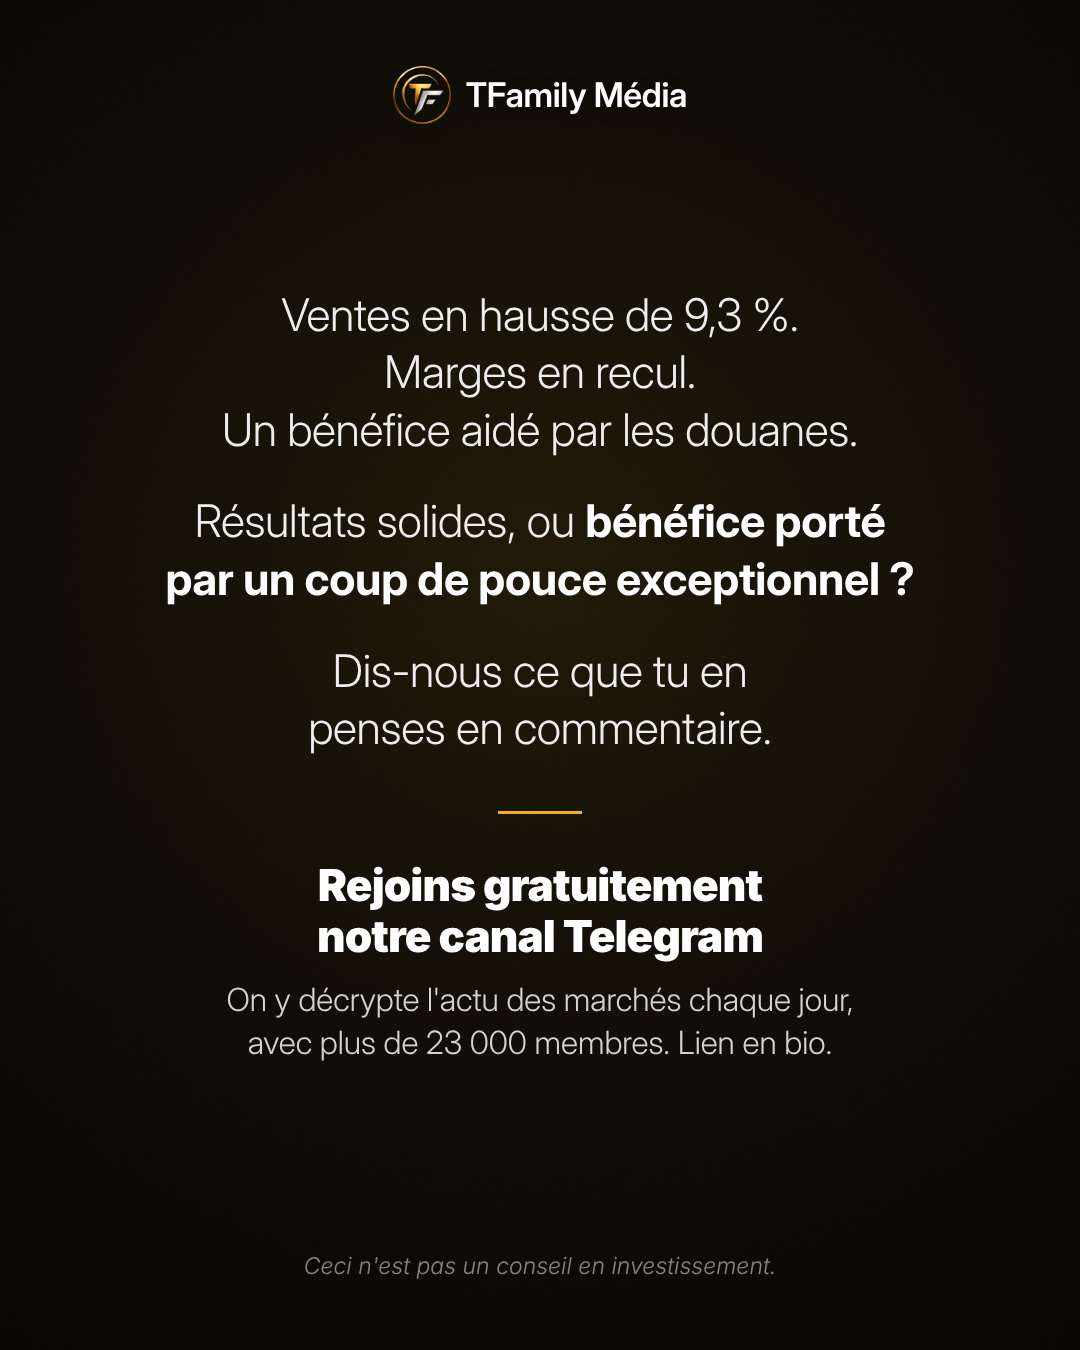 TF TFamily Média
Ventes en hausse de 9,3 %.
Marges en recul.
Un bénéfice aidé par les douanes.
Résultats solides, ou bénéfice porté
par un coup de pouce exceptionnel ?
Dis-nous ce que tu en
penses en commentaire.
Rejoins gratuitement
notre canal Telegram
On y décrypte l'actu des marchés chaque jour,
avec plus de 23 000 membres. Lien en bio.
Ceci n'est pas un conseil en investissement.